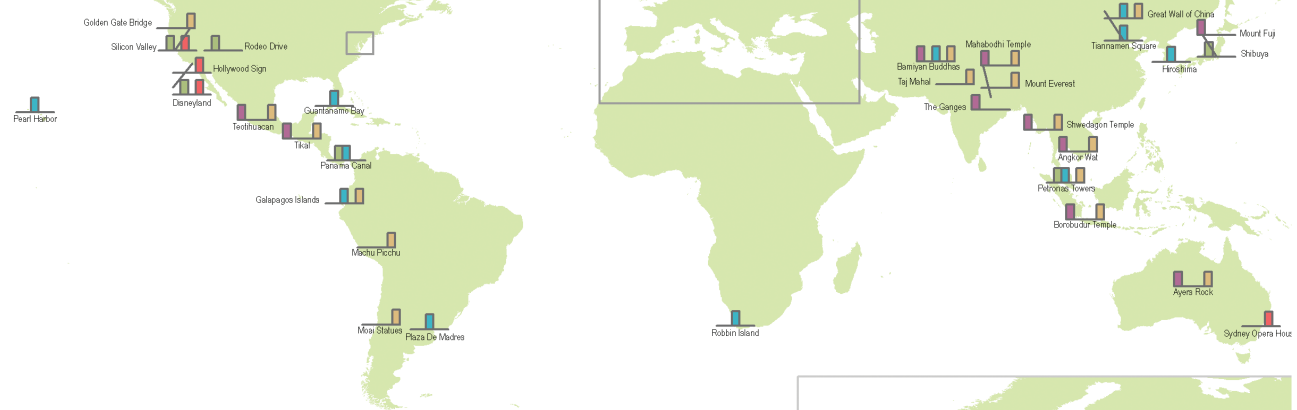 Golden Gate Bridge
Silicon Valley
Rodeo Drive
Hollywood Sign
Disneyland
Pearl Harbor
Guantanamo Bay
Teotihuacan
Tikal
Panama Canal
Galapagos Islands
Machu Picchu
Moai Statues
Plaza De Madres
Robbin Island
Great Wall of China
Tiannamen Square
Mount Fuji
Shibuya
Hiroshima
Mahabodhi Temple
Bamiyan Buddhas
Taj Mahal
Mount Everest
The Ganges
Shwedagon Temple
Angkor Wat
Petronas Towers
Borobudur Temple
Ayers Rock
Sydney Opera Hou